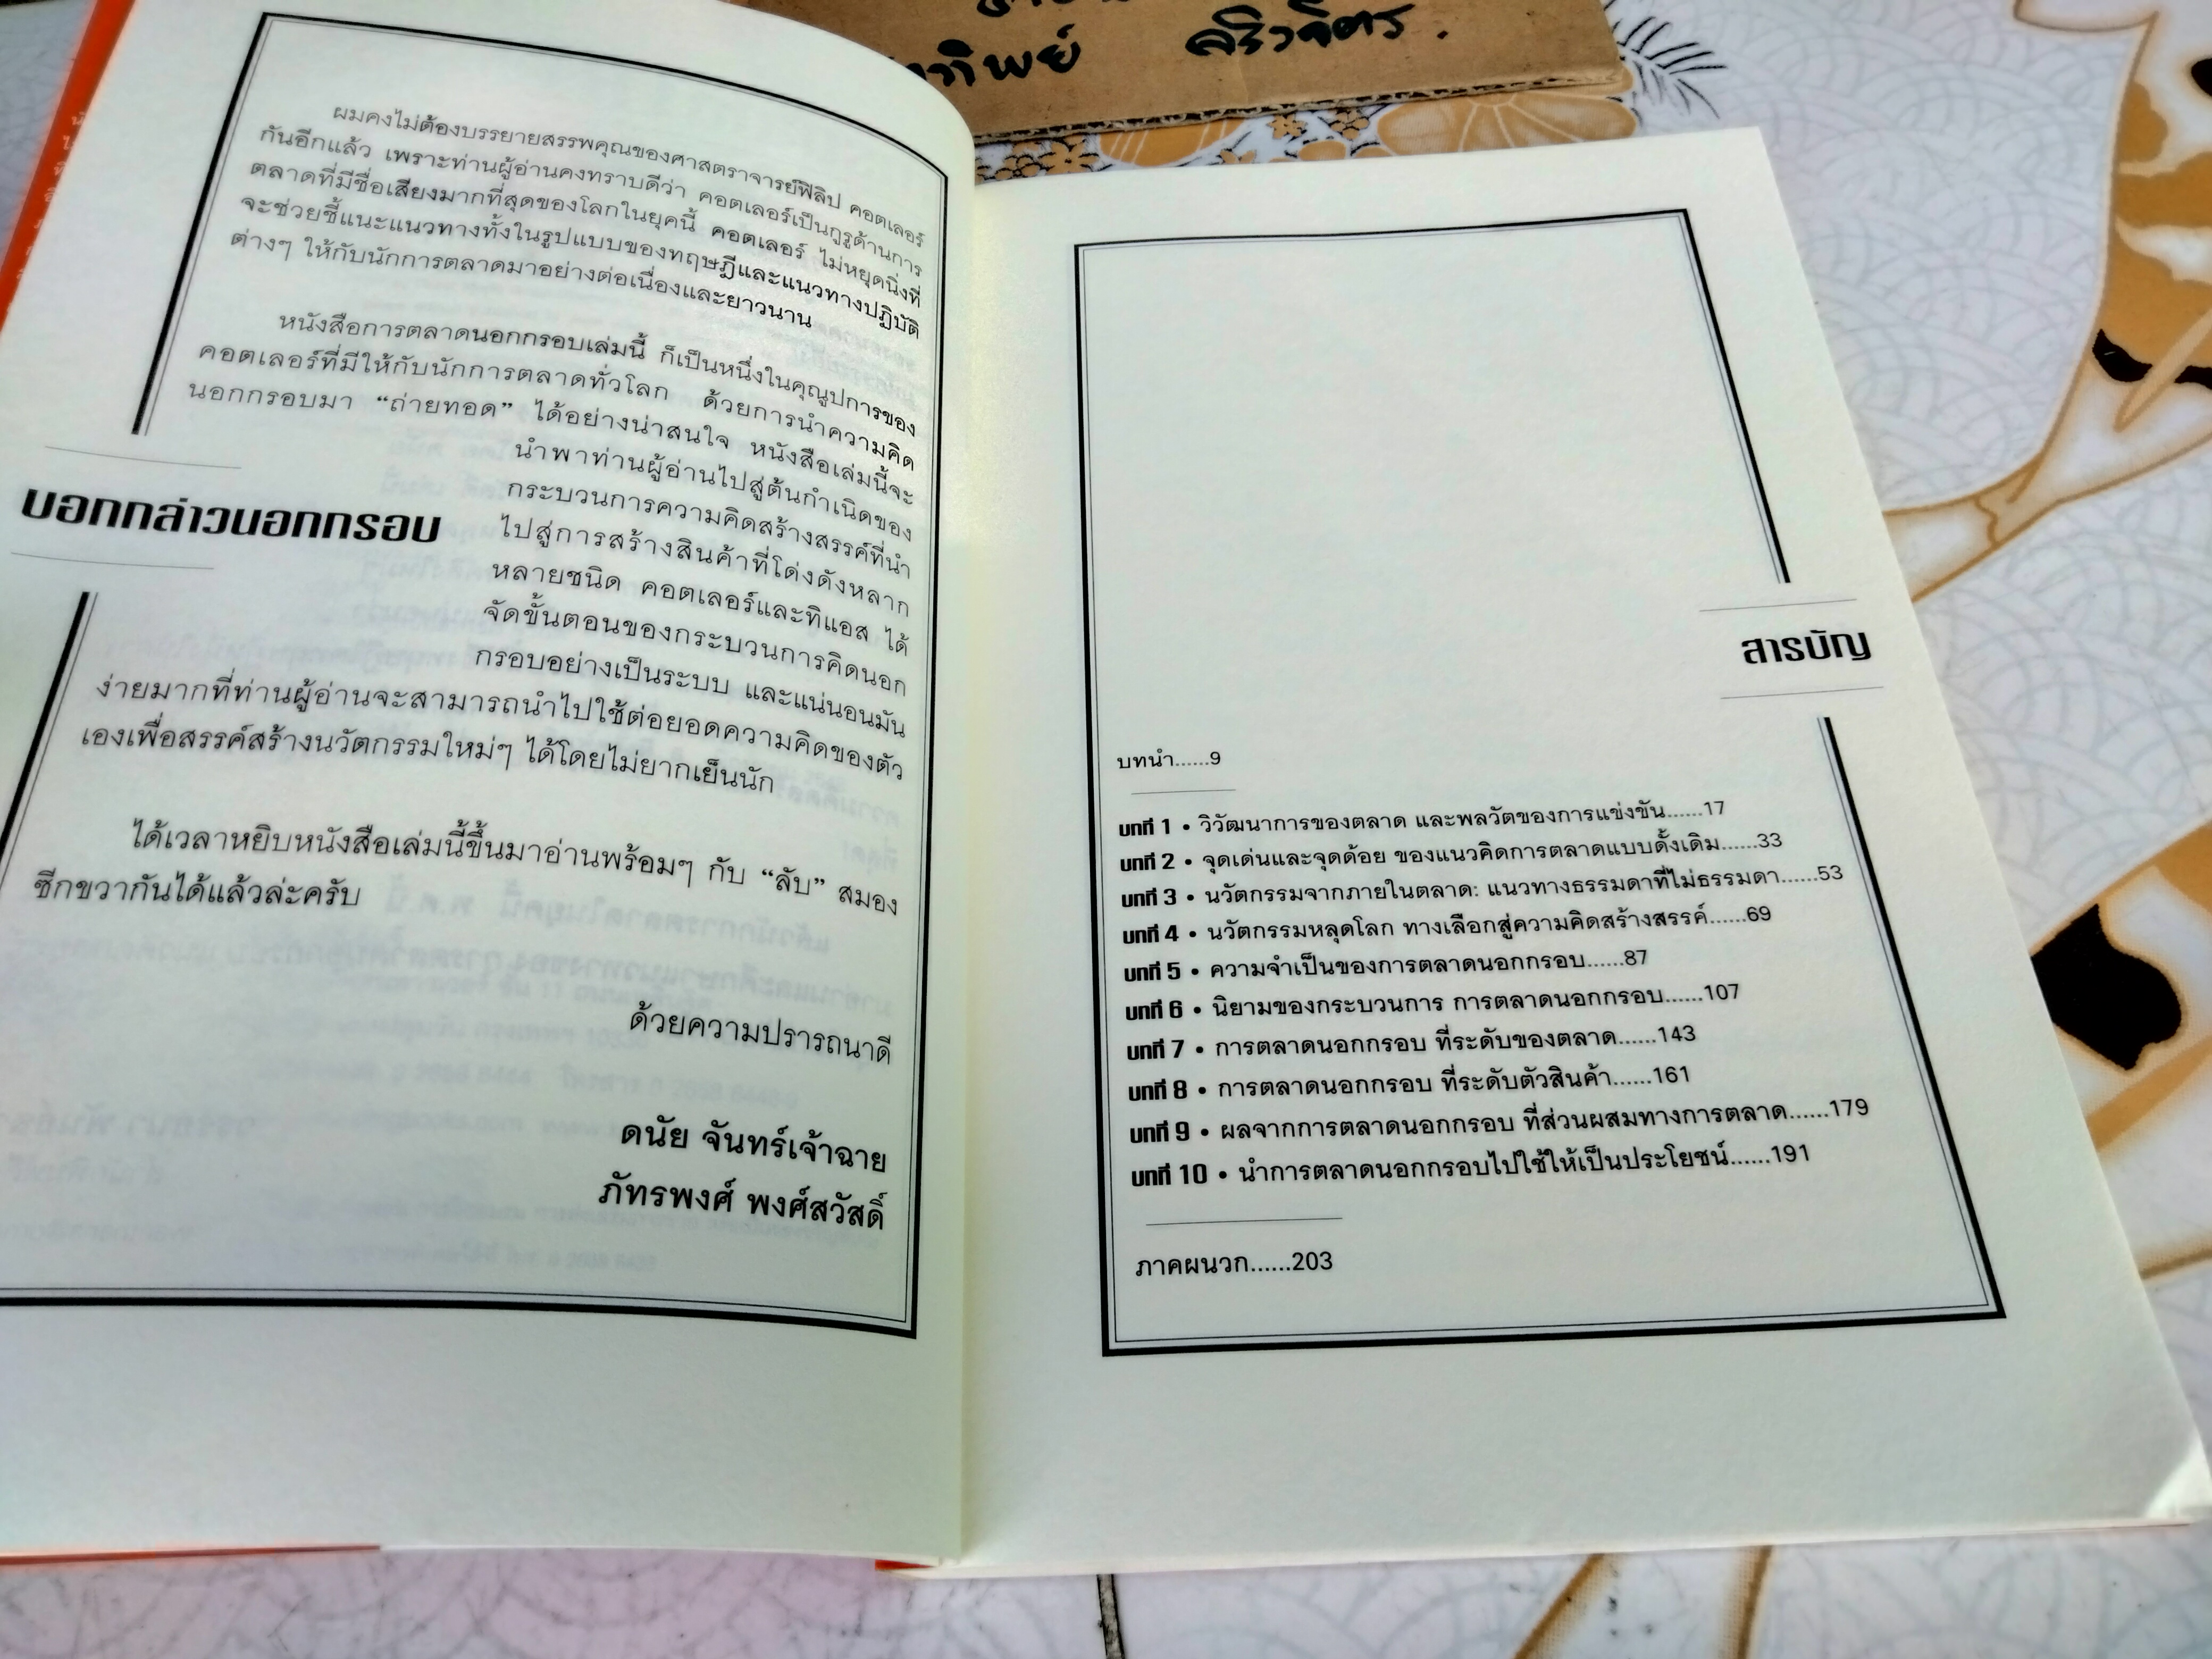 ทิพย์ ศิริวจิตร.
ผมคงไม่ต้องบรรยายสรรพคุณของศาสตราจารย์ฟิลิป คอตเลอร์
กันอีกแล้ว เพราะท่านผู้อ่านคงทราบดีว่า คอตเลอร์เป็นกูรูด้านการ
ตลาดที่มีชื่อเสียงมากที่สุดของโลกในยุคนี้ คอตเลอร์ ไม่หยุดนิ่งที่
จะช่วยชี้แนะแนวทางทั้งในรูปแบบของทฤษฎีและแนวทางปฏิบัติ
ต่างๆ ให้กับนักการตลาดมาอย่างต่อเนื่องและยาวนาน
หนังสือการตลาดนอกกรอบเล่มนี้ ก็เป็นหนึ่งในคุณูปการของ
คอตเลอร์ที่มีให้กับนักการตลาดทั่วโลก ด้วยการนำความคิด
นอกกรอบมา “ถ่ายทอด” ได้อย่างน่าสนใจ หนังสือเล่มนี้จะ
นำพาท่านผู้อ่านไปสู่ต้นกำเนิดของ
กระบวนการความคิดสร้างสรรค์ที่นำ
ไปสู่การสร้างสินค้าที่โด่งดังหลาก
หลายชนิด คอตเลอร์และทิแอส ได้
จัดขั้นตอนของกระบวนการคิดนอก
กรอบอย่างเป็นระบบ และแน่นอนมัน
ง่ายมากที่ท่านผู้อ่านจะสามารถนำไปใช้ต่อยอดความคิดของตัว
เองเพื่อสรรค์สร้างนวัตกรรมใหม่ๆ ได้โดยไม่ยากเย็นนัก
ได้เวลาหยิบหนังสือเล่มนี้ขึ้นมาอ่านพร้อมๆ กับ “ลับ” สมอง
ซีกขวากันได้แล้วล่ะครับ
บอกกล่าวนอกกรอบ
ด้วยความปรารถนาดี
ดนัย จันทร์เจ้าฉาย
ภัทรพงศ์ พงศ์สวัสดิ์
สารบัญ
บทนำ......9
บทที่ 1 • วิวัฒนาการของตลาด และพลวัตของการแข่งขัน......17
บทที่ 2 • จุดเด่นและจุดด้อย ของแนวคิดการตลาดแบบดั้งเดิม......33
บทที่ 3 • นวัตกรรมจากภายในตลาด: แนวทางธรรมดาที่ไม่ธรรมดา......53
บทที่ 4 • นวัตกรรมหลุดโลก ทางเลือกสู่ความคิดสร้างสรรค์......69
บทที่ 5 • ความจำเป็นของการตลาดนอกกรอบ......87
บทที่ 6 • นิยามของกระบวนการ การตลาดนอกกรอบ......107
บทที่ 7 • การตลาดนอกกรอบ ที่ระดับของตลาด......143
บทที่ 8 • การตลาดนอกกรอบ ที่ระดับตัวสินค้า......161
บทที่ 9 • ผลจากการตลาดนอกกรอบ ที่ส่วนผสมทางการตลาด......179
บทที่ 10 • นำการตลาดนอกกรอบไปใช้ให้เป็นประโยชน์......191
ภาคผนวก......203